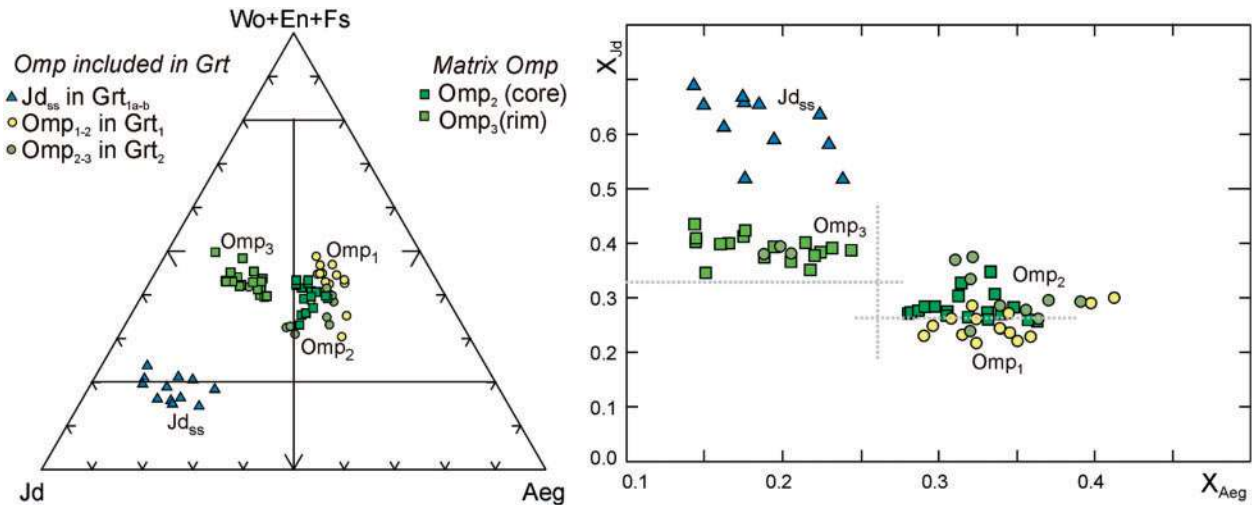 Wo+En+Fs
Omp included in Grt
Jdss in Grt1a-b
Omp1-2 in Grt1
Omp2-3 in Grt2
Matrix Omp
Omp2 (core)
Omp3(rim)
Omp3
Omp1
Omp2
Jdss
Jd
Aeg
XJd
0.6
0.5
0.4
0.3
0.2
0.1
0.0
0.1
0.2
0.3
0.4
XAeg
Jdss
Omp3
Omp2
Omp1